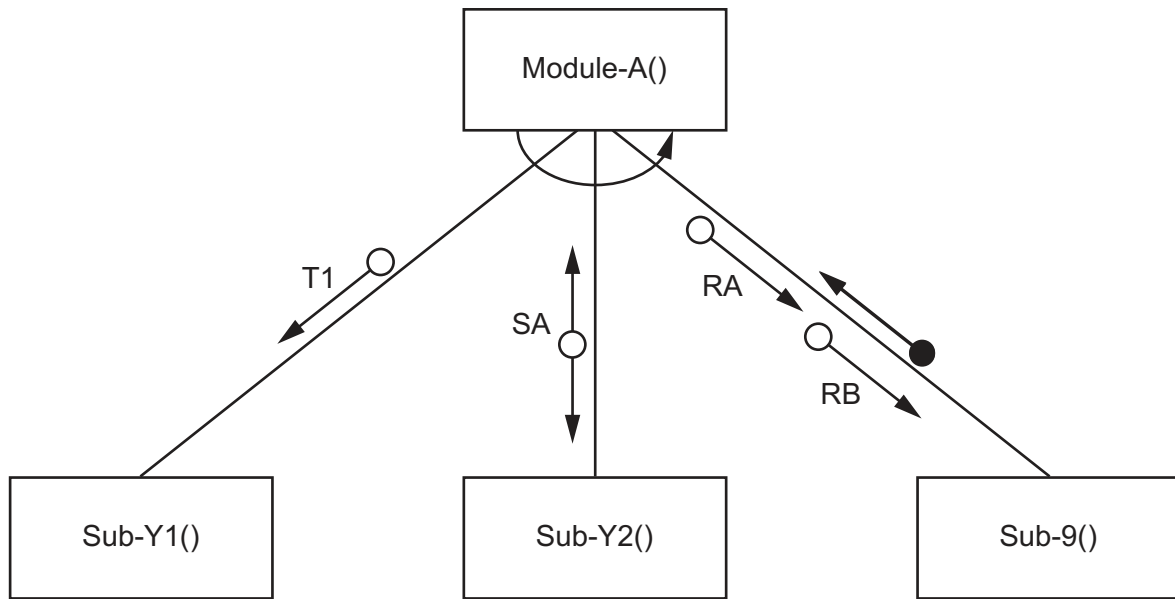 Module-A()
T1
SA
RA
RB
Sub-Y1()
Sub-Y2()
Sub-9()